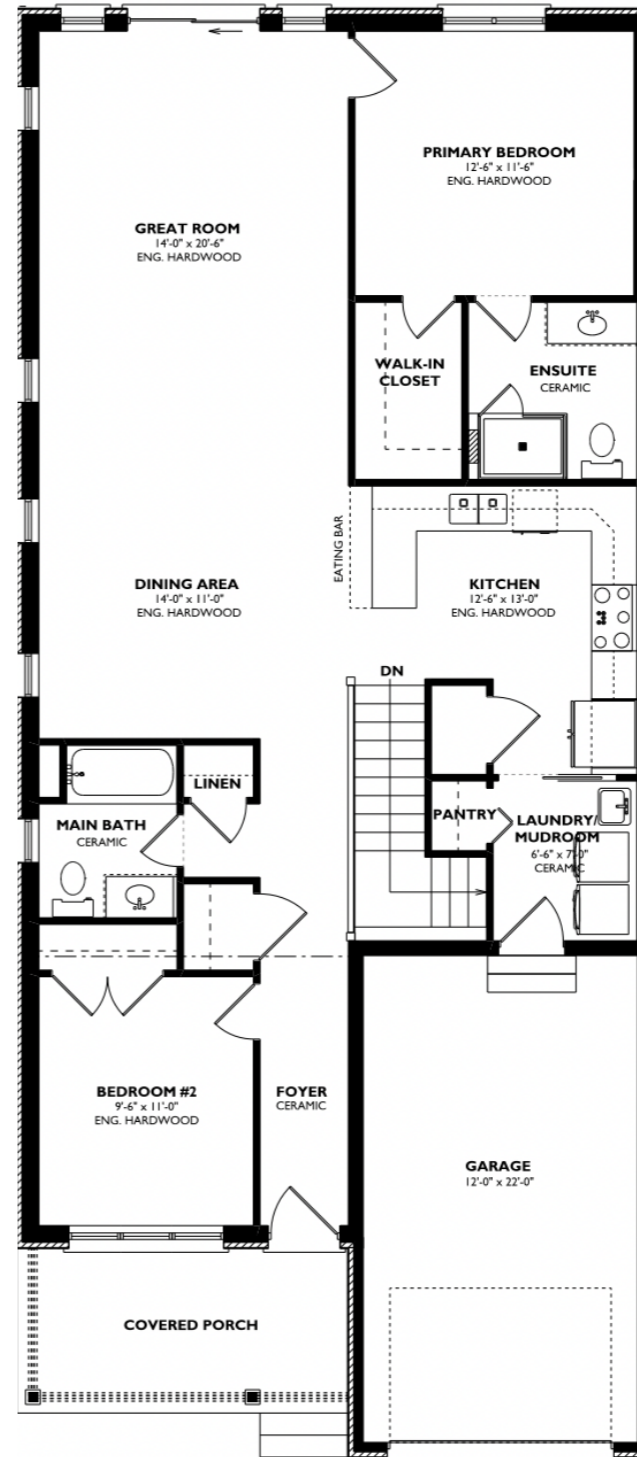 PRIMARY BEDROOM
12'-6" x 11'-6"
ENG. HARDWOOD
GREAT ROOM
14'-0" x 20'-6"
ENG. HARDWOOD
WALK-IN
CLOSET
ENSUITE
CERAMIC
EATING BAR
DINING AREA
14'-0" x 11'-0"
ENG. HARDWOOD
KITCHEN
12'-6" x 13'-0"
ENG. HARDWOOD
DN
LINEN
MAIN BATH
CERAMIC
PANTRY
LAUNDRY/
MUDROOM
6'-6" x 7'-0"
CERAMIC
BEDROOM #2
9'-6" x 11'-0"
ENG. HARDWOOD
FOYER
CERAMIC
GARAGE
12'-0" x 22'-0"
COVERED PORCH